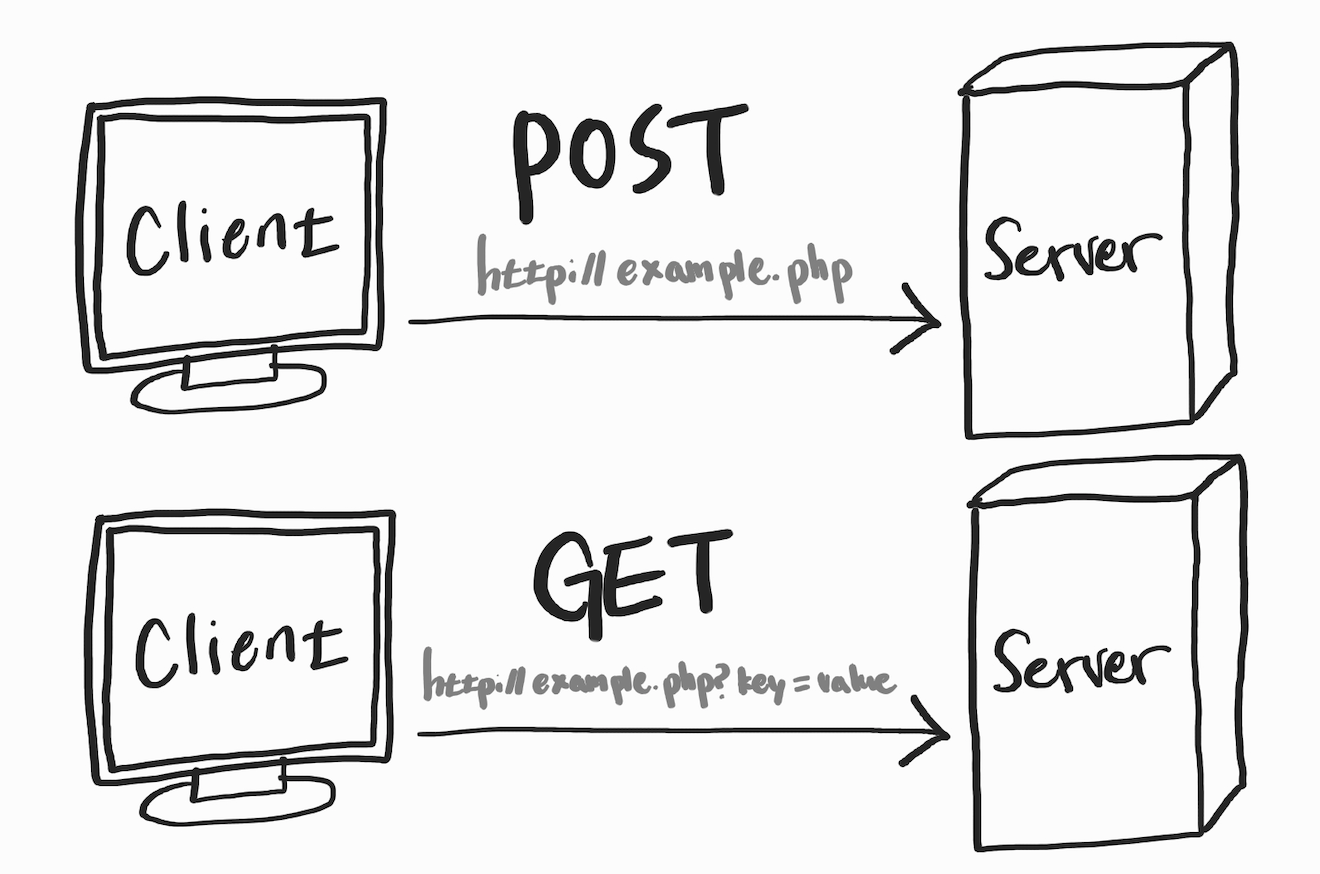 Client
POST
http://example.php
Server
Client
GET
http://example.php?key=value
Server